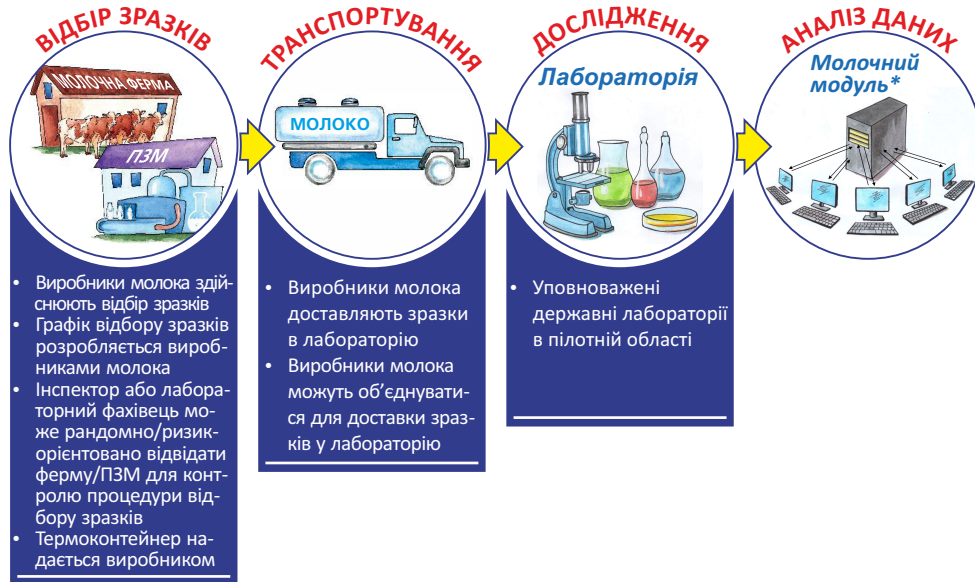 ВІДБІР ЗРАЗКІВ
МОЛОЧНА ФЕРМА
ПЗМ
• Виробники молока здій-
снюють відбір зразків
• Графік відбору зразків
розробляється вироб-
никами молока
• Інспектор або лабора-
торний фахівець мо-
же рандомно/ризик-
орієнтовано відвідати
ферму/ПЗМ для конт-
ролю процедури від-
бору зразків
• Термоконтейнер на-
дається виробником
ТРАНСПОРТУВАННЯ
МОЛОКО
• Виробники молока
доставляють зразки
в лабораторію
• Виробники молока
можуть об’єднувати-
ся для доставки зраз-
ків у лабораторію
ДОСЛІДЖЕННЯ
Лабораторія
• Уповноважені
державні лабораторії
в пілотній області
АНАЛІЗ ДАНИХ
Молочний
модуль*